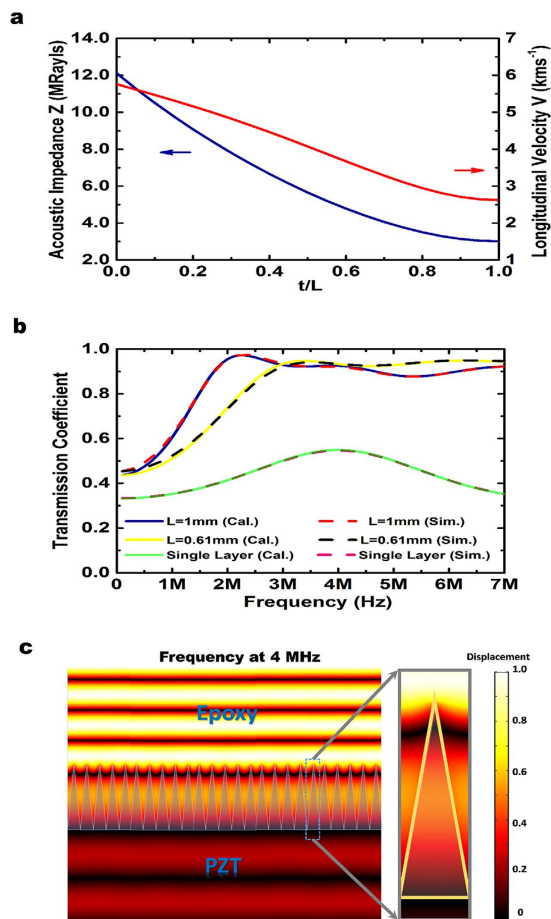 a
14.0
12.0
10.0
8.0
6.0
4.0
2.0
Acoustic Impedance Z (MRayls)
7
6
5
4
3
2
1
Longitudinal Velocity V (kms⁻¹)
0.0 0.2 0.4 0.6 0.8 1.0
t/L
b
1.0
0.8
0.6
0.4
0.2
0.0
Transmission Coefficient
L=1mm (Cal.) L=1mm (Sim.)
L=0.61mm (Cal.) L=0.61mm (Sim.)
Single Layer (Cal.) Single Layer (Sim.)
0 1M 2M 3M 4M 5M 6M 7M
Frequency (Hz)
c
Frequency at 4 MHz
Epoxy
PZT
Displacement
1.0
0.8
0.6
0.4
0.2
0